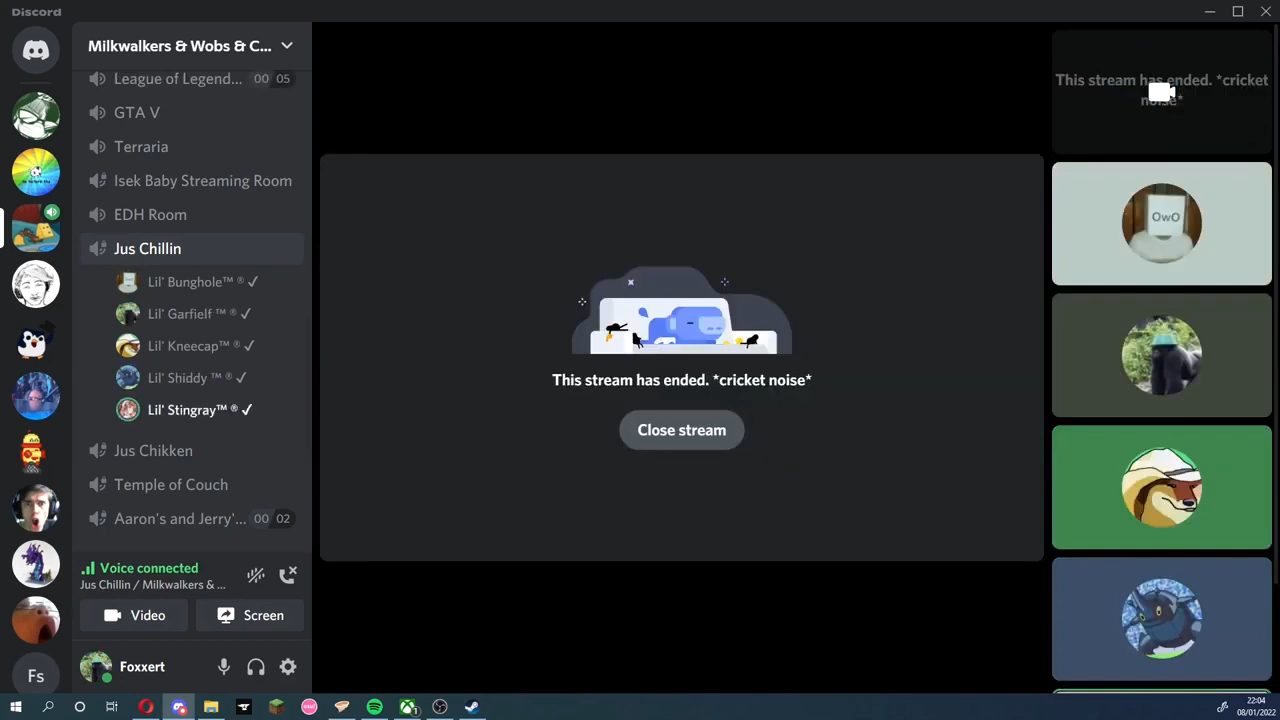 Discord
Milkwalkers & Wobs & C...
League of Legend... 00 05
GTA V
Terraria
Isek Baby Streaming Room
EDH Room
Jus Chillin
Lil' Bunghole™ ® ✓
Lil' Garfielf™ ® ✓
Lil' Kneecap™ ® ✓
Lil' Shiddy ™ ® ✓
Lil' Stingray™ ® ✓
Jus Chikken
Temple of Couch
Aaron's and Jerry'... 00 02
Voice connected
Jus Chillin / Milkwalkers & ...
Video
Screen
Foxxert
Fs
This stream has ended. *cricket noise*
Close stream
This stream has ended. *cricket
noise*
OwO
22:04
08/01/2022